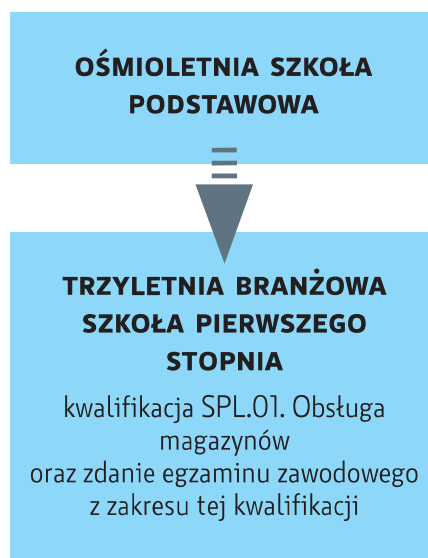 OŚMIOLETNIA SZKOŁA
PODSTAWOWA
TRZYLETNIA BRANŻOWA
SZKOŁA PIERWSZEGO
STOPNIA
kwalifikacja SPL.01. Obsługa
magazynów
oraz zdanie egzaminu zawodowego
z zakresu tej kwalifikacji